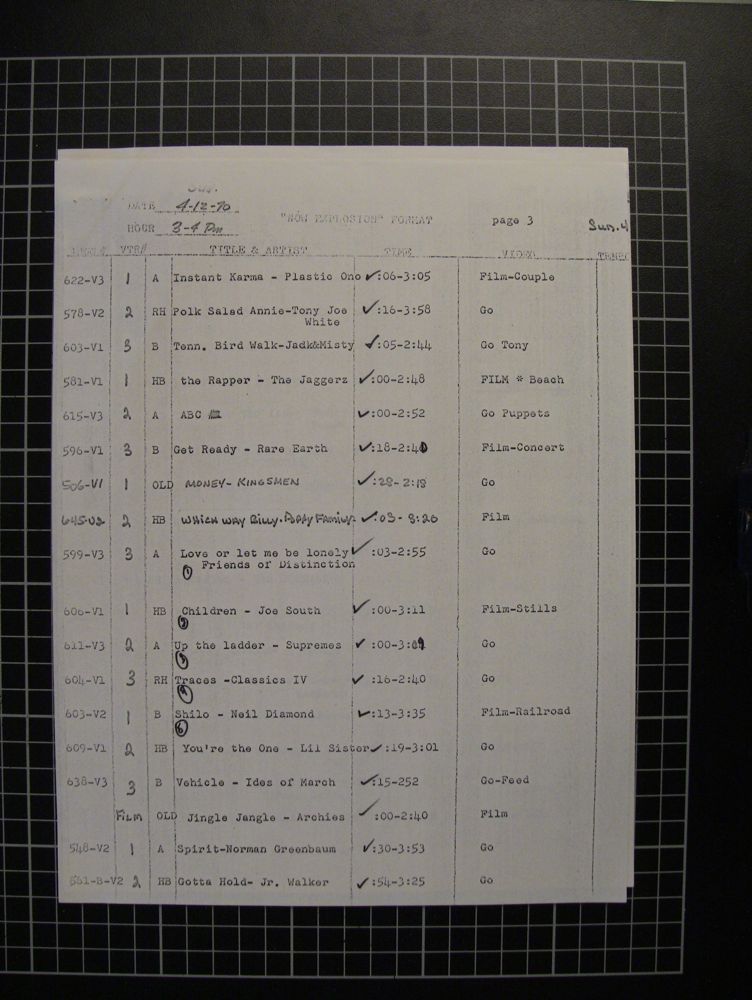 DATE 4-12-70
"NOW EXPLOSION" FORMAT page 3 Sun. 4
HOUR 3-4 Pm
VTR# TITLE & ARTIST TIME VIDEO TEMPO
622-V3 1 A Instant Karma - Plastic Ono ✓:06-3:05 Film-Couple
578-V2 2 RH Polk Salad Annie-Tony Joe ✓:16-3:58 Go
White
603-V1 3 B Tenn. Bird Walk-Jadk&Misty ✓:05-2:44 Go Tony
581-V1 1 HB the Rapper - The Jaggerz ✓:00-2:48 FILM * Beach
615-V3 2 A ABC ✓:00-2:52 Go Puppets
596-V1 3 B Get Ready - Rare Earth ✓:18-2:40 Film-Concert
506-V1 1 OLD MONEY- KINGSMEN ✓:28-2:18 Go
645-V2 2 HB WHICH WAY BILLY. POPPY FAMILY ✓:03- 8:26 Film
599-V3 3 A Love or let me be lonely ✓:03-2:55 Go
Friends of Distinction
1
606-V1 1 HB Children - Joe South ✓:00-3:11 Film-Stills
2
611-V3 2 A Up the ladder - Supremes ✓:00-3:09 Go
3
604-V1 3 RH Traces -Classics IV ✓:16-2:40 Go
603-V2 1 B Shilo - Neil Diamond ✓:13-3:35 Film-Railroad
609-V1 2 HB You're the One - Lil Sister ✓:19-3:01 Go
638-V3 3 B Vehicle - Ides of March ✓:15-252 Go-Feed
FILM OLD Jingle Jangle - Archies ✓:00-2:40 Film
548-V2 1 A Spirit-Norman Greenbaum ✓:30-3:53 Go
561-B-V2 2 HB Gotta Hold- Jr. Walker ✓:54-3:25 Go